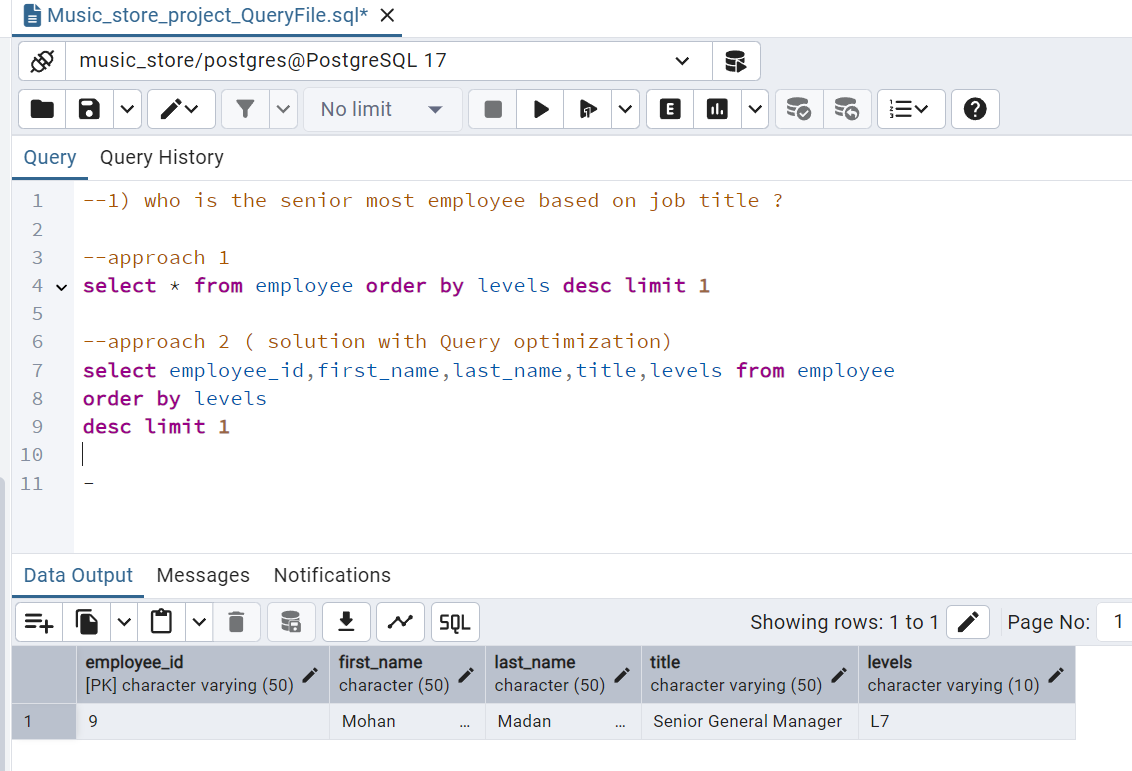 Music_store_project_QueryFile.sql*
music_store/postgres@PostgreSQL 17
No limit
E
Query Query History
1 --1) who is the senior most employee based on job title ?
2
3 --approach 1
4 select * from employee order by levels desc limit 1
5
6 --approach 2 ( solution with Query optimization)
7 select employee_id,first_name,last_name,title,levels from employee
8 order by levels
9 desc limit 1
10
11 -
Data Output Messages Notifications
SQL Showing rows: 1 to 1 Page No: 1
employee_id first_name last_name title levels
[PK] character varying (50) character (50) character (50) character varying (50) character varying (10)
1 9 Mohan ... Madan ... Senior General Manager L7